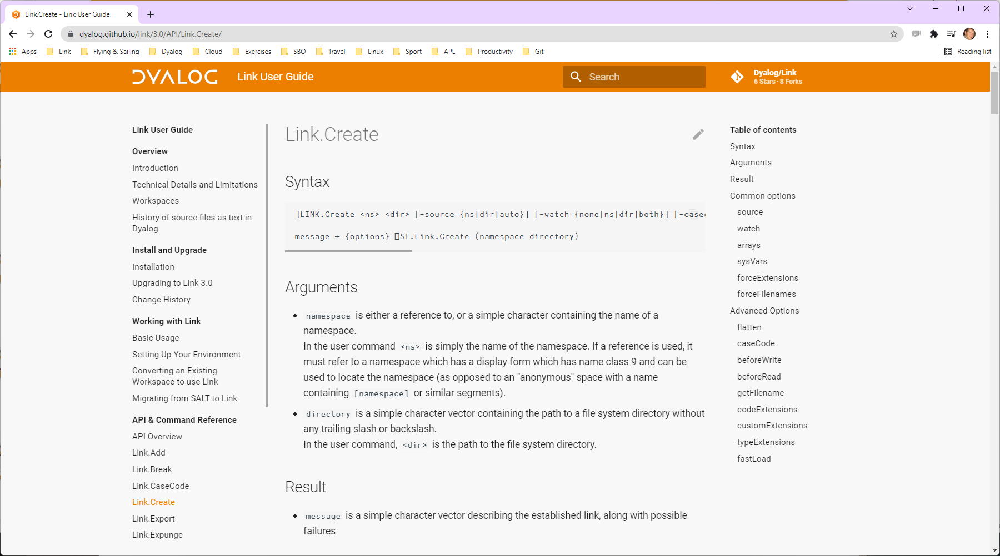 Link.Create - Link User Guide
dyalog.github.io/link/3.0/API/Link.Create/
Apps Link Flying & Sailing Dyalog Cloud Exercises SBO Travel Linux Sport APL Productivity Git Reading list
DYALOG Link User Guide Search Dyalog/Link
6 Stars · 8 Forks
Link User Guide
Overview
Introduction
Technical Details and Limitations
Workspaces
History of source files as text in
Dyalog
Install and Upgrade
Installation
Upgrading to Link 3.0
Change History
Working with Link
Basic Usage
Setting Up Your Environment
Converting an Existing
Workspace to use Link
Migrating from SALT to Link
API & Command Reference
API Overview
Link.Add
Link.Break
Link.CaseCode
Link.Create
Link.Export
Link.Expunge
Link.Create
Syntax
]LINK.Create <ns> <dir> [-source={ns|dir|auto}] [-watch={none|ns|dir|both}] [-casec
message ← {options} ⎕SE.Link.Create (namespace directory)
Arguments
• namespace is either a reference to, or a simple character containing the name of a
namespace.
In the user command <ns> is simply the name of the namespace. If a reference is used, it
must refer to a namespace which has a display form which has name class 9 and can be
used to locate the namespace (as opposed to an "anonymous" space with a name
containing [namespace] or similar segments).
• directory is a simple character vector containing the path to a file system directory without
any trailing slash or backslash.
In the user command, <dir> is the path to the file system directory.
Result
• message is a simple character vector describing the established link, along with possible
failures
Table of contents
Syntax
Arguments
Result
Common options
source
watch
arrays
sysVars
forceExtensions
forceFilenames
Advanced Options
flatten
caseCode
beforeWrite
beforeRead
getFilename
codeExtensions
customExtensions
typeExtensions
fastLoad